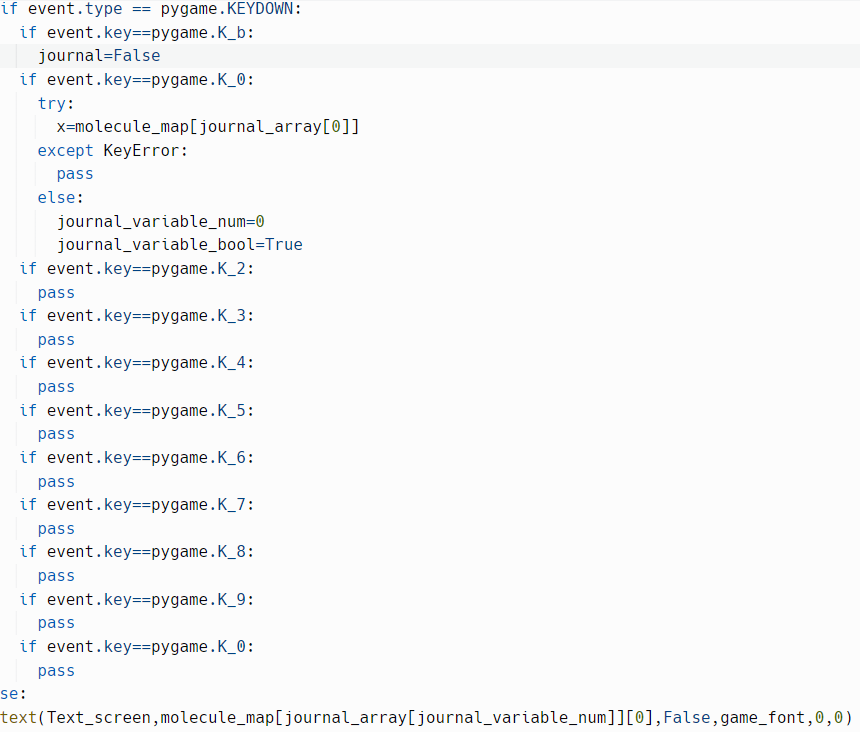 if event.type == pygame.KEYDOWN:
if event.key==pygame.K_b:
journal=False
if event.key==pygame.K_0:
try:
x=molecule_map[journal_array[0]]
except KeyError:
pass
else:
journal_variable_num=0
journal_variable_bool=True
if event.key==pygame.K_2:
pass
if event.key==pygame.K_3:
pass
if event.key==pygame.K_4:
pass
if event.key==pygame.K_5:
pass
if event.key==pygame.K_6:
pass
if event.key==pygame.K_7:
pass
if event.key==pygame.K_8:
pass
if event.key==pygame.K_9:
pass
if event.key==pygame.K_0:
pass
se:
text(Text_screen,molecule_map[journal_array[journal_variable_num]][0],False,game_font,0,0)